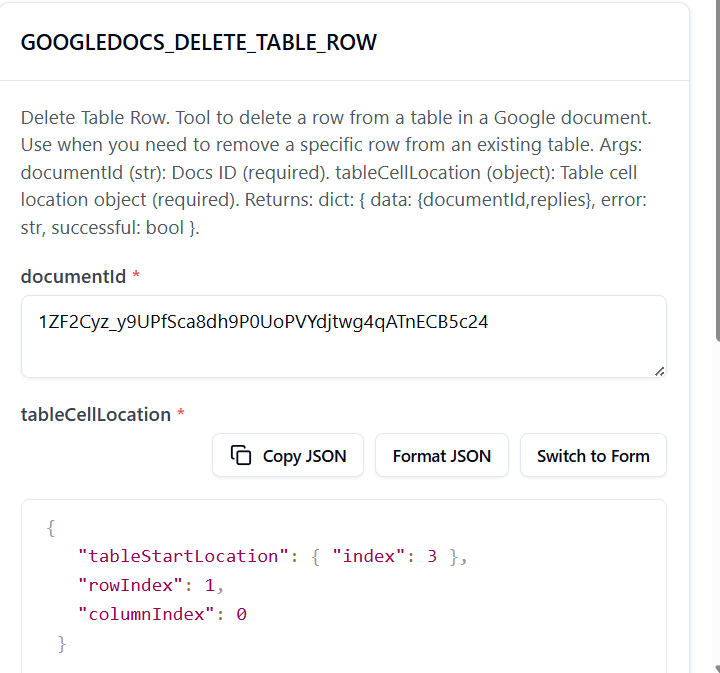 GOOGLEDOCS_DELETE_TABLE_ROW
Delete Table Row. Tool to delete a row from a table in a Google document.
Use when you need to remove a specific row from an existing table. Args:
documentId (str): Docs ID (required). tableCellLocation (object): Table cell
location object (required). Returns: dict: { data: {documentId,replies}, error:
str, successful: bool }.
documentId *
1ZF2Cyz_y9UPfSca8dh9P0UoPVYdjtwg4qATnECB5c24
tableCellLocation *
Copy JSON Format JSON Switch to Form
{
"tableStartLocation": { "index": 3 },
"rowIndex": 1,
"columnIndex": 0
}